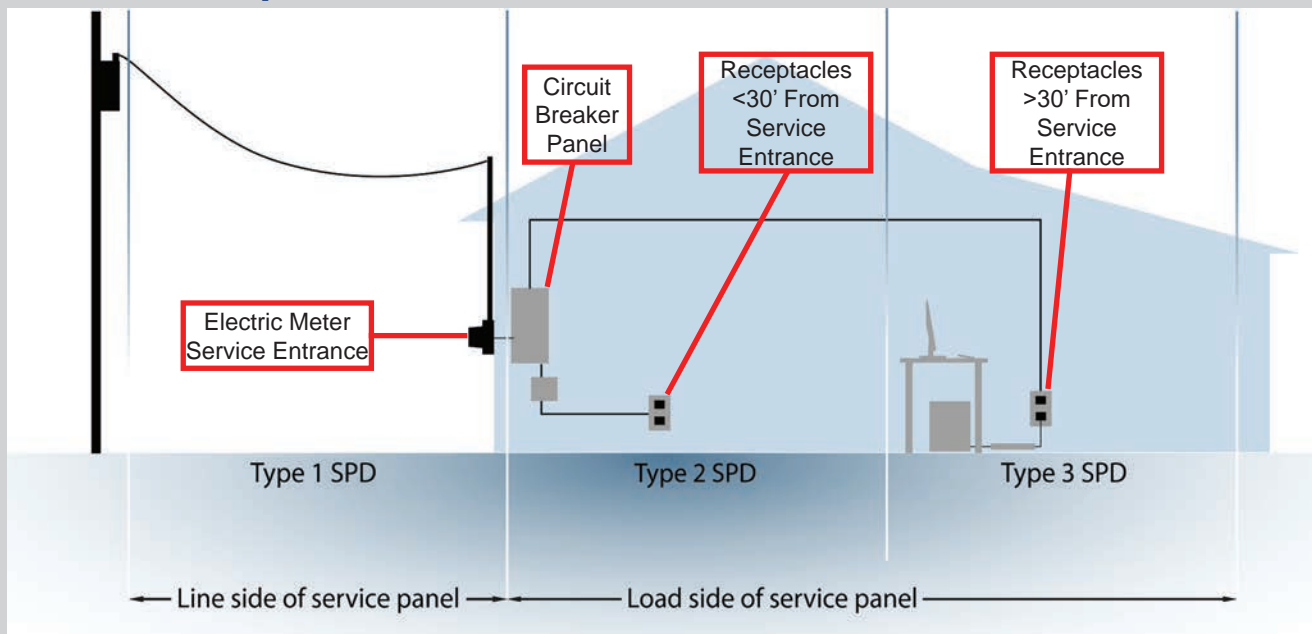 Circuit
Breaker
Panel
Receptacles
<30’ From
Service
Entrance
Receptacles
>30’ From
Service
Entrance
Electric Meter
Service Entrance
Type 1 SPD
Type 2 SPD
Type 3 SPD
Line side of service panel
Load side of service panel